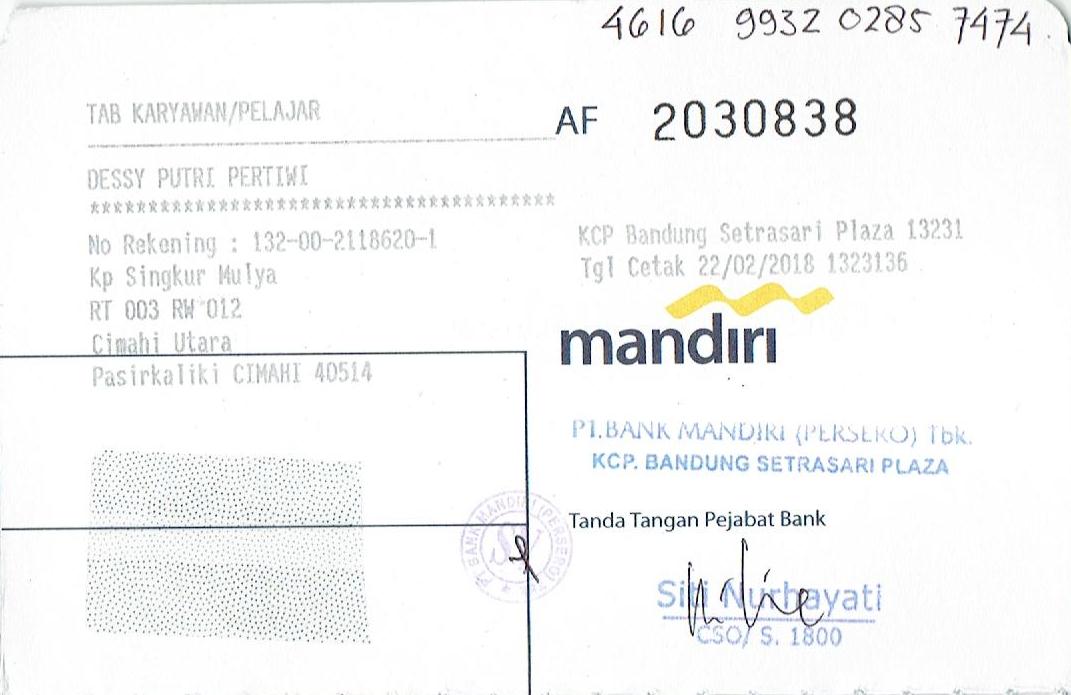 4616 9932 0285 7474
TAB KARYAWAN/PELAJAR
AF 2030838
DESSY PUTRI PERTIWI
****************************************
No Rekening : 132-00-2118620-1
Kp Singkur Mulya
RT 003 RW 012
Cimahi Utara
Pasirkaliki CIMAHI 40514
KCP Bandung Setrasari Plaza 13231
Tgl Cetak 22/02/2018 1323136
mandiri
PT.BANK MANDIRI (PERSERO) Tbk.
KCP. BANDUNG SETRASARI PLAZA
Tanda Tangan Pejabat Bank
PT BANK MANDIRI (PERSERO)
Siti Nurhayati
CSO/ S. 1800